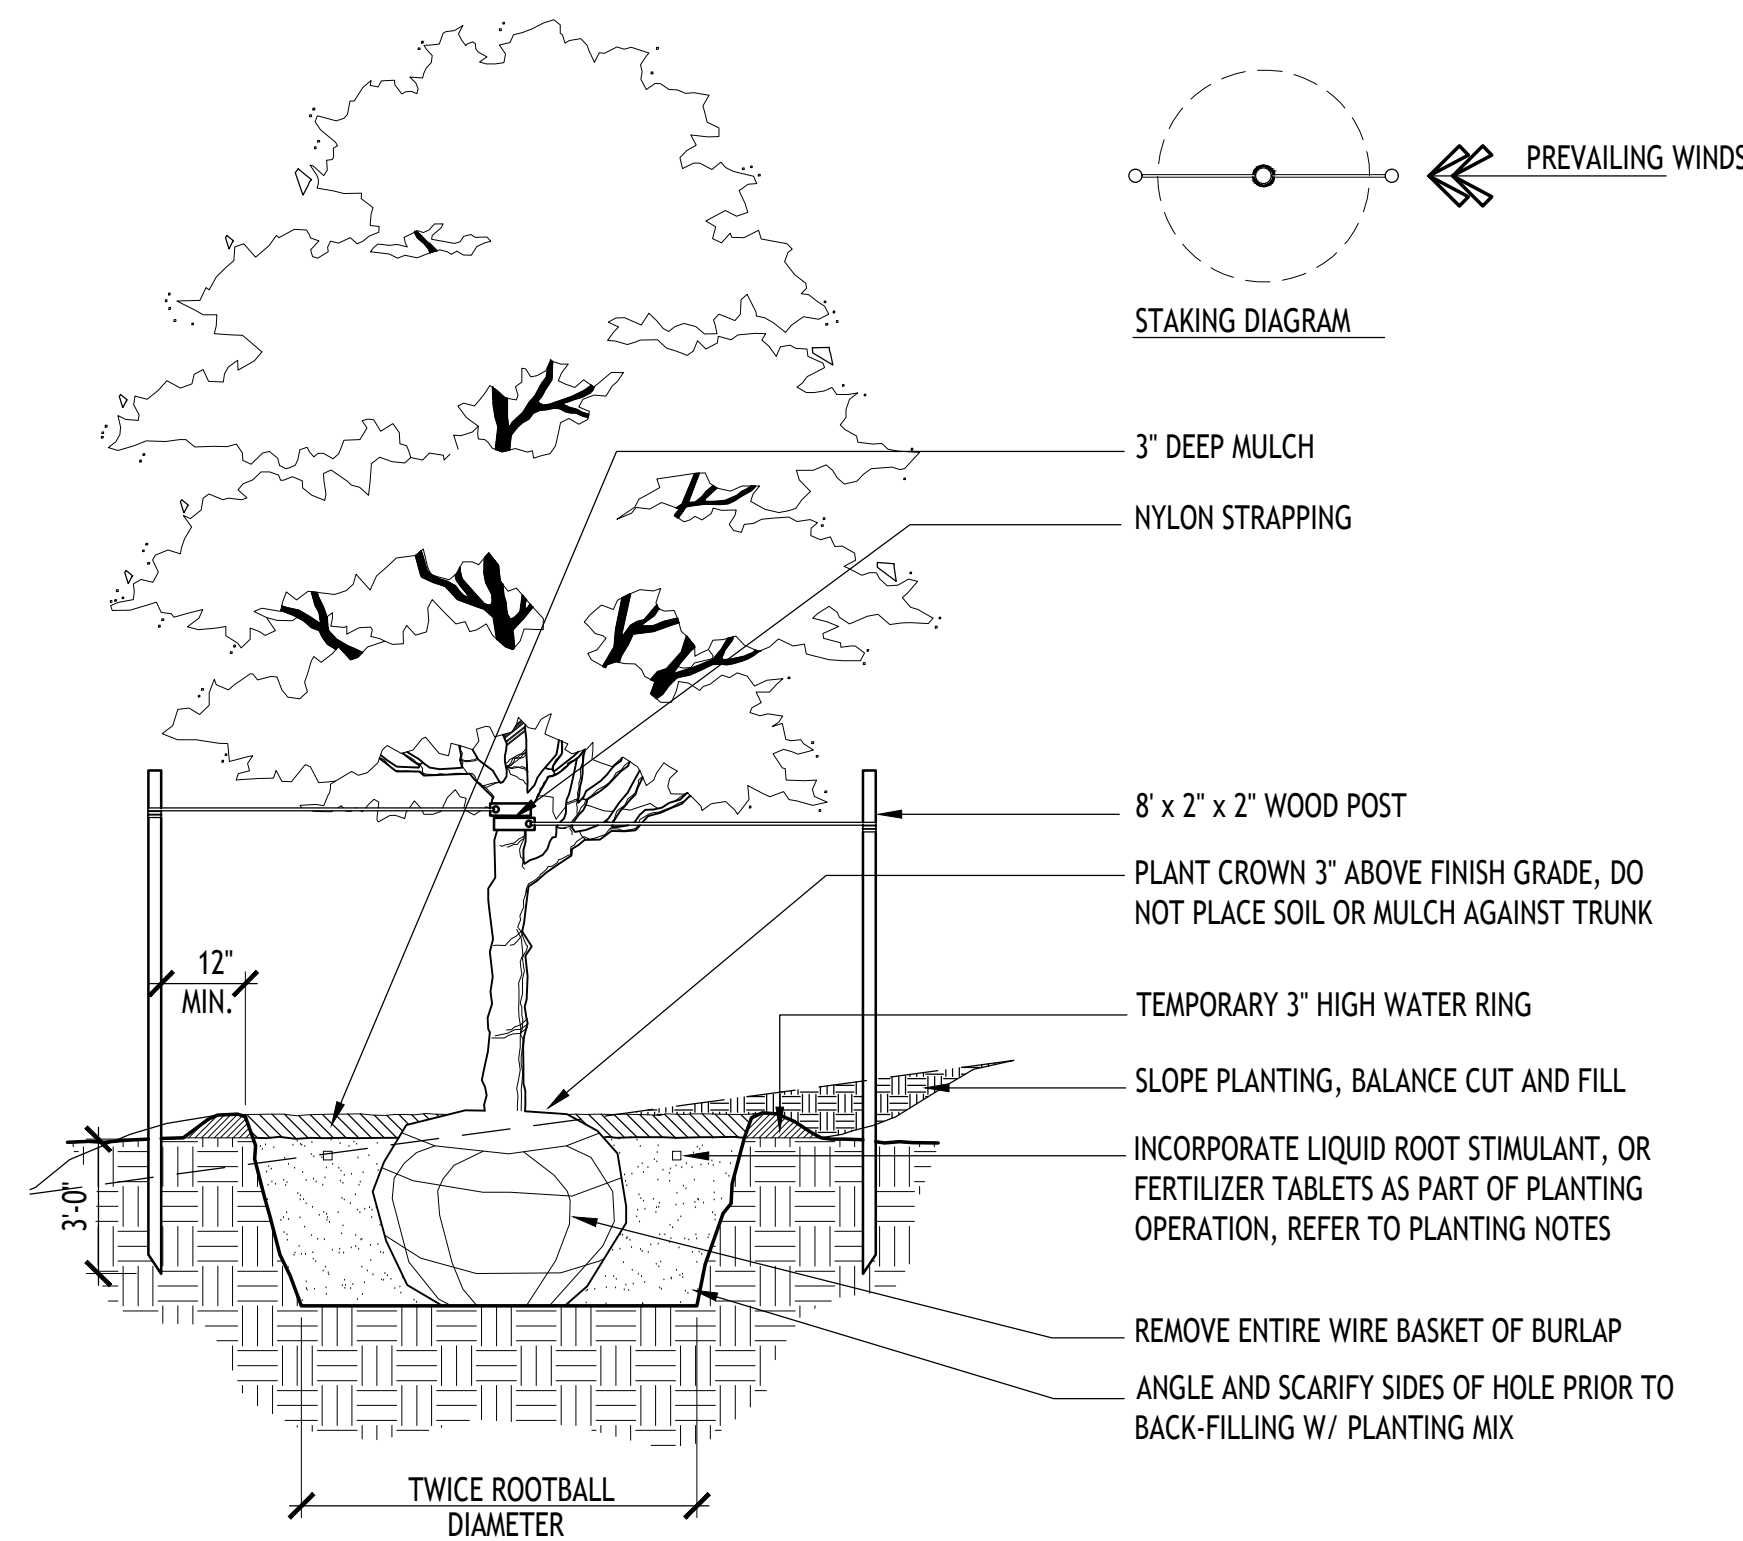 PREVAILING WINDS
STAKING DIAGRAM
3" DEEP MULCH
NYLON STRAPPING
8' x 2" x 2" WOOD POST
PLANT CROWN 3" ABOVE FINISH GRADE, DO
NOT PLACE SOIL OR MULCH AGAINST TRUNK
12"
MIN.
TEMPORARY 3" HIGH WATER RING
SLOPE PLANTING, BALANCE CUT AND FILL
INCORPORATE LIQUID ROOT STIMULANT, OR
FERTILIZER TABLETS AS PART OF PLANTING
OPERATION, REFER TO PLANTING NOTES
3'-0"
REMOVE ENTIRE WIRE BASKET OF BURLAP
ANGLE AND SCARIFY SIDES OF HOLE PRIOR TO
BACK-FILLING W/ PLANTING MIX
TWICE ROOTBALL
DIAMETER